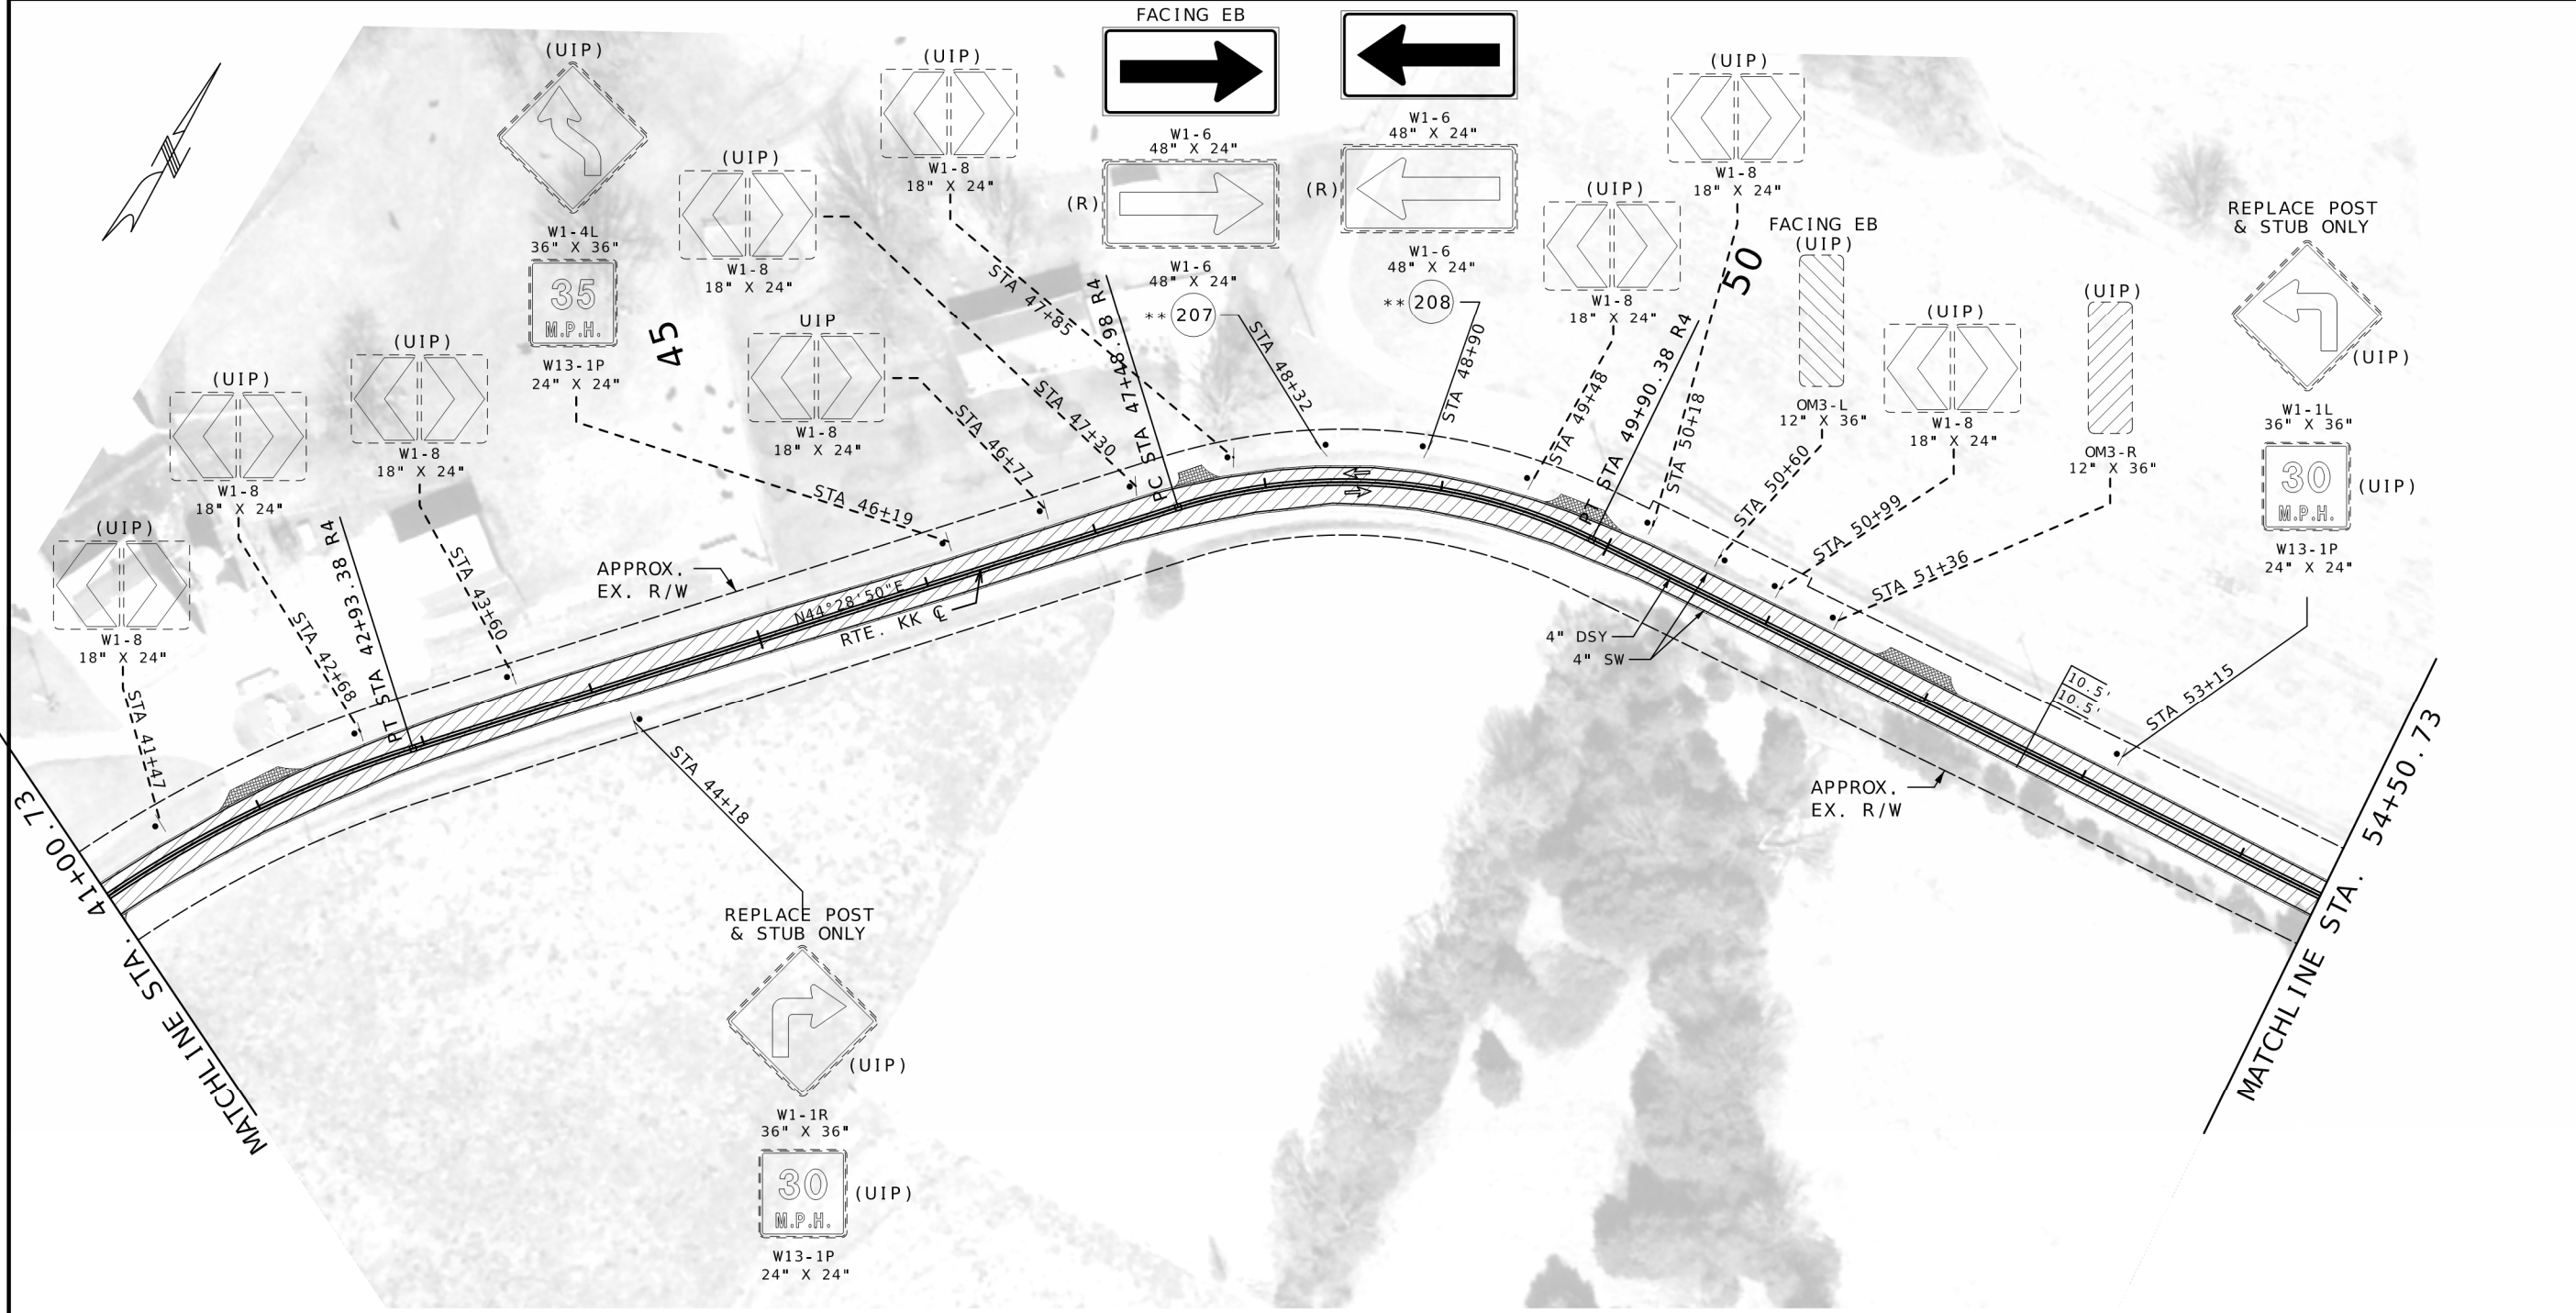 FACING EB
(UIP)
W1-4L
36" X 36"
35
M.P.H.
W13-1P
24" X 24"
STA 46+19
(UIP)
W1-8
18" X 24"
STA 47+30
(UIP)
W1-8
18" X 24"
STA 47+85
W1-6
48" X 24"
(R)
W1-6
48" X 24"
** 207
STA 48+32
W1-6
48" X 24"
(R)
W1-6
48" X 24"
** 208
STA 48+90
(UIP)
W1-8
18" X 24"
STA 49+48
(UIP)
W1-8
18" X 24"
STA 50+18
50
FACING EB
(UIP)
OM3-L
12" X 36"
STA 50+60
(UIP)
W1-8
18" X 24"
STA 50+99
(UIP)
OM3-R
12" X 36"
STA 51+36
REPLACE POST
& STUB ONLY
(UIP)
W1-1L
36" X 36"
30
M.P.H.
(UIP)
W13-1P
24" X 24"
STA 53+15
45
UIP
W1-8
18" X 24"
STA 46+77
(UIP)
W1-8
18" X 24"
STA 43+60
(UIP)
W1-8
18" X 24"
STA 42+68
(UIP)
W1-8
18" X 24"
STA 41+47
PT STA 42+93.38 R4
PC STA 47+48.98 R4
PT STA 49+90.38 R4
APPROX.
EX. R/W
N44°28'50"E
RTE. KK ℄
4" DSY
4" SW
10.5'
10.5'
APPROX.
EX. R/W
STA 44+18
REPLACE POST
& STUB ONLY
(UIP)
W1-1R
36" X 36"
30
M.P.H.
(UIP)
W13-1P
24" X 24"
MATCHLINE STA. 41+00.73
MATCHLINE STA. 54+50.73